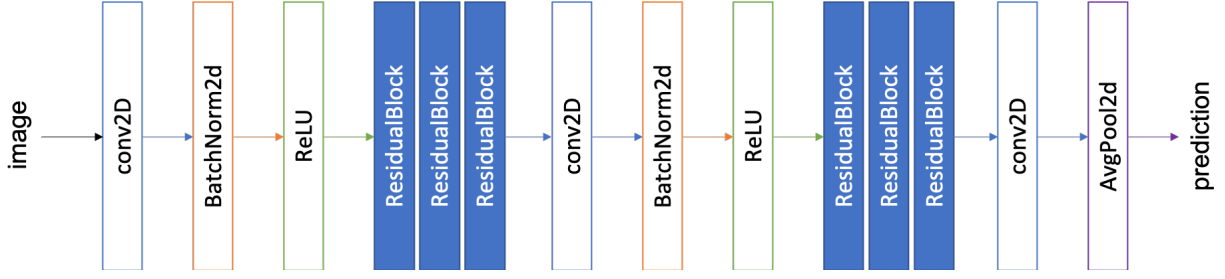 image
conv2D
BatchNorm2d
ReLU
ResidualBlock
ResidualBlock
ResidualBlock
conv2D
BatchNorm2d
ReLU
ResidualBlock
ResidualBlock
ResidualBlock
conv2D
AvgPool2d
prediction